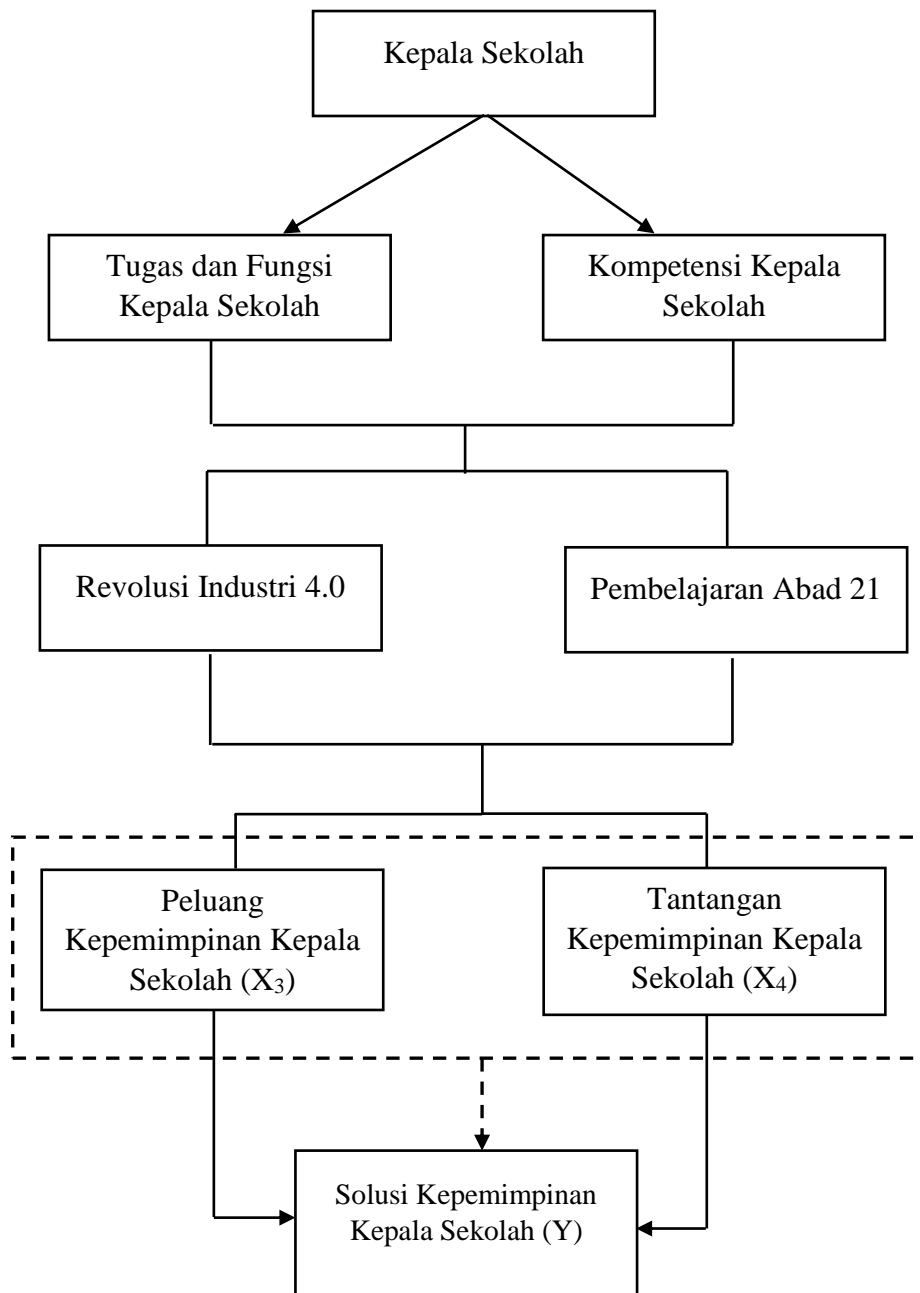 Kepala Sekolah
Tugas dan Fungsi
Kepala Sekolah
Kompetensi Kepala
Sekolah
Revolusi Industri 4.0
Pembelajaran Abad 21
Peluang
Kepemimpinan Kepala
Sekolah (X₃)
Tantangan
Kepemimpinan Kepala
Sekolah (X₄)
Solusi Kepemimpinan
Kepala Sekolah (Y)